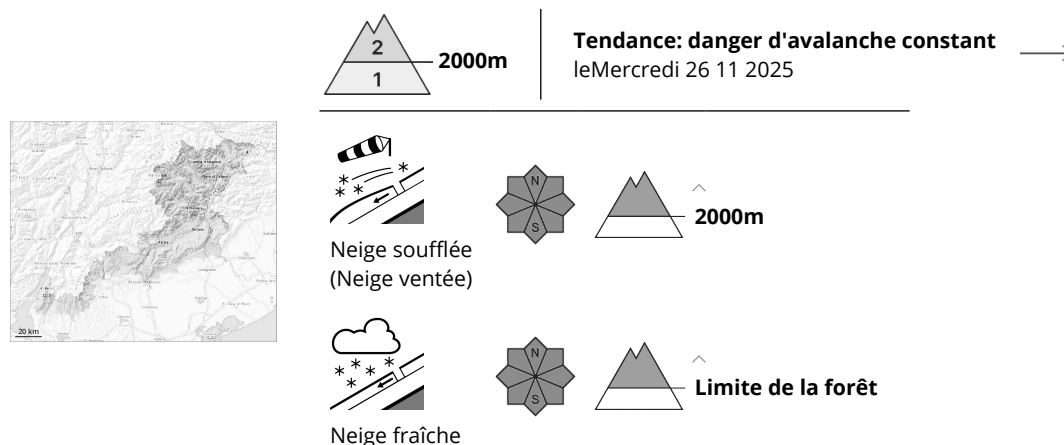 2
1
2000m
Tendance: danger d'avalanche constant
leMercredi 26 11 2025
20 km
N
S
2000m
Neige soufflée
(Neige ventée)
N
S
Limite de la forêt
Neige fraîche